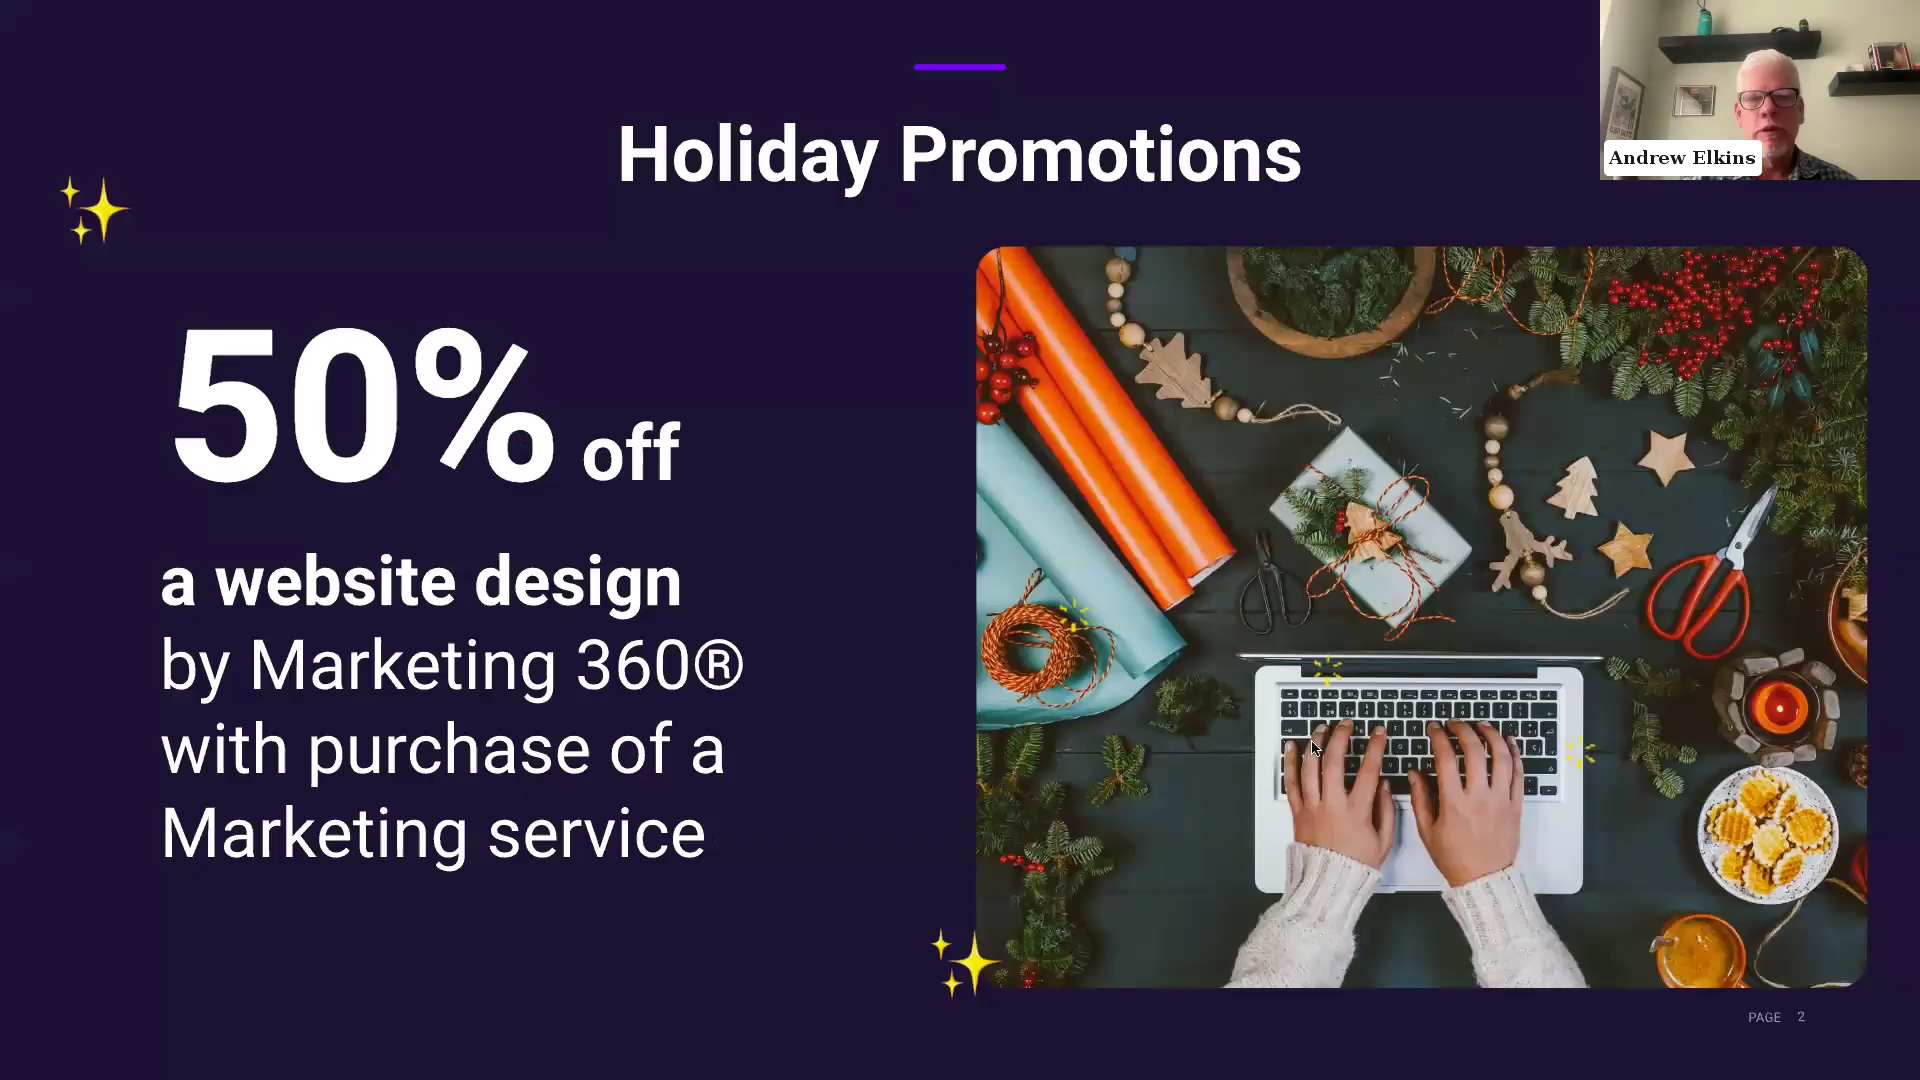 Holiday Promotions
Andrew Elkins
50% off
a website design
by Marketing 360®
with purchase of a
Marketing service
PAGE 2